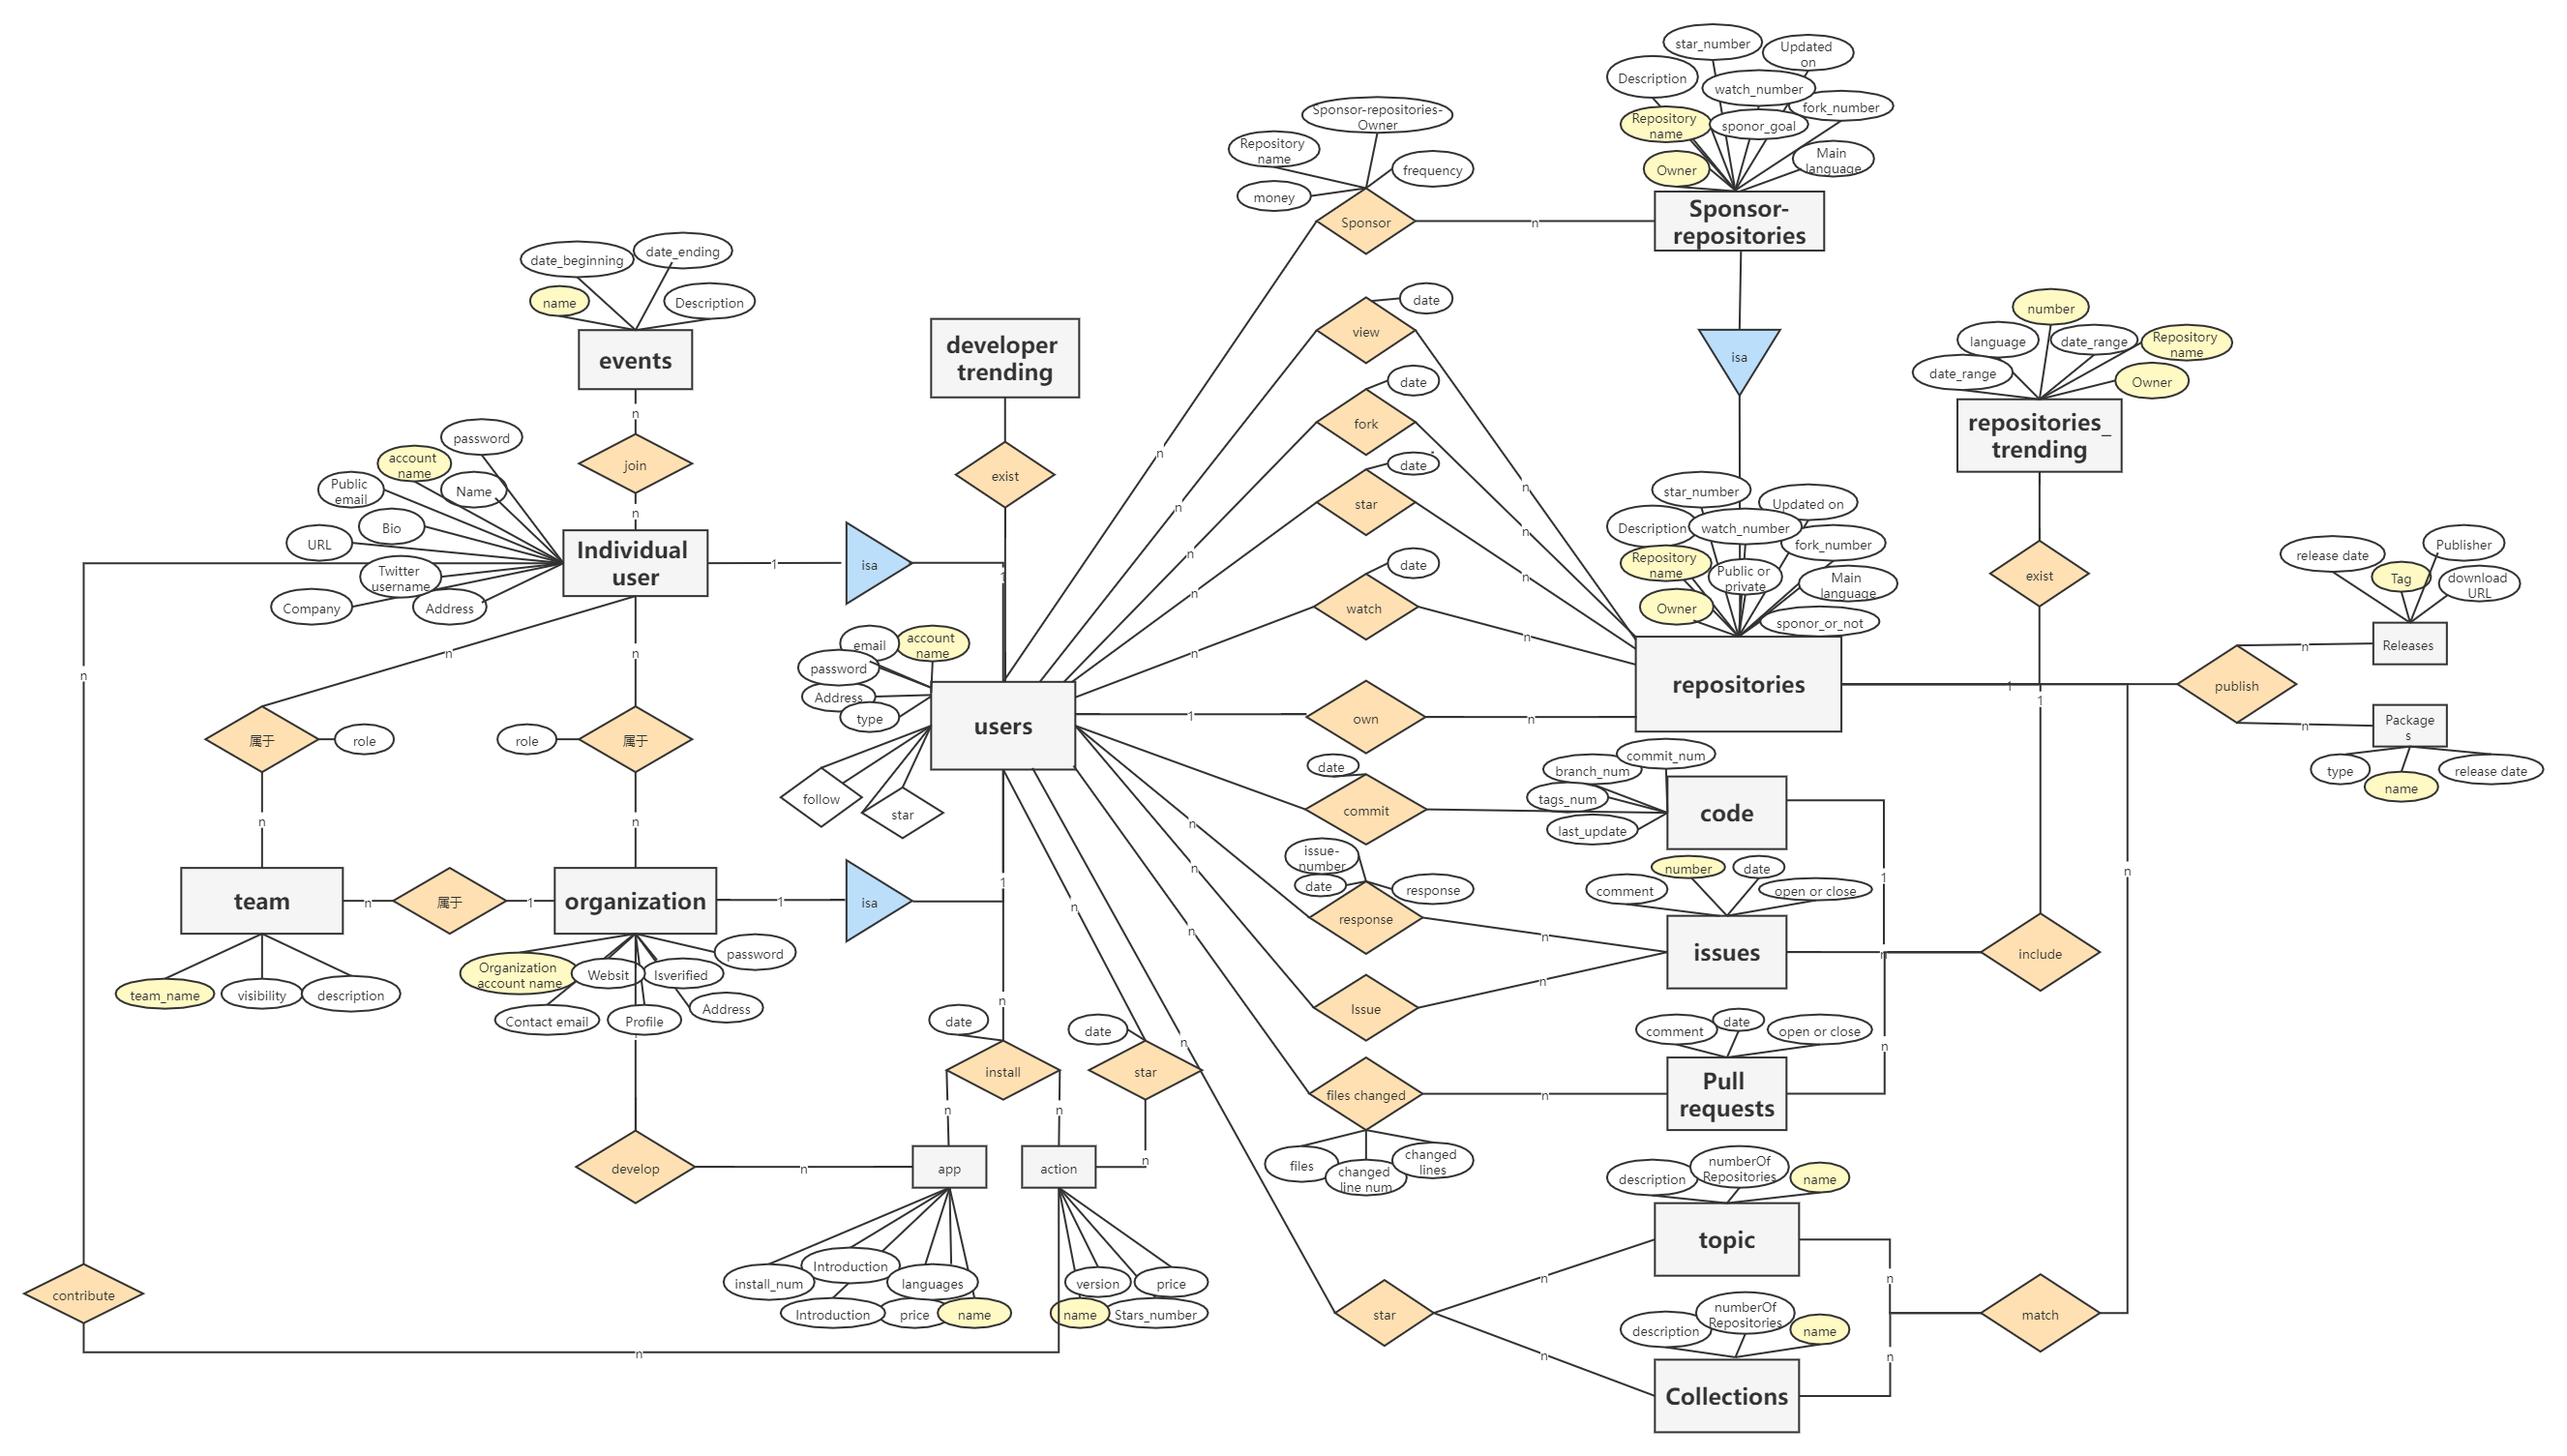 star_number
Updated
on
Description
watch_number
fork_number
Repository
name
sponor_goal
Main
language
Owner
Sponsor-
repositories
Sponsor-repositories-
Owner
Repository
name
frequency
money
Sponsor
n
n
isa
date_beginning
date_ending
name
Description
events
n
join
n
developer
trending
exist
view
date
fork
date
star
date
watch
date
n
n
n
n
n
n
n
n
number
language
date_range
Repository
name
date_range
Owner
repositories_
trending
exist
password
account
name
Public
email
Name
Bio
URL
Twitter
username
Company
Address
Individual
user
1
isa
1
n
n
n
star_number
Updated on
Description
watch_number
fork_number
Repository
name
Public or
private
Main
language
Owner
sponor_or_not
repositories
1
1
release date
Publisher
Tag
download
URL
Releases
n
publish
n
Package
s
type
name
release date
email
account
name
password
Address
type
users
follow
star
1
own
n
属于
role
role
属于
n
n
date
commit
commit_num
branch_num
tags_num
last_update
code
1
n
n
issue-
number
date
response
response
n
number
date
comment
open or close
issues
n
include
n
Issue
n
team
n
属于
1
organization
1
isa
1
team_name
visibility
description
Organization
account name
Websit
Isverified
password
Contact email
Profile
Address
n
n
n
n
date
install
date
star
n
n
n
comment
date
open or close
Pull
requests
n
files changed
n
files
changed
line num
changed
lines
develop
n
app
action
install_num
Introduction
languages
Introduction
price
name
version
price
name
Stars_number
contribute
n
description
numberOf
Repositories
name
topic
n
star
n
n
match
n
description
numberOf
Repositories
name
Collections
n